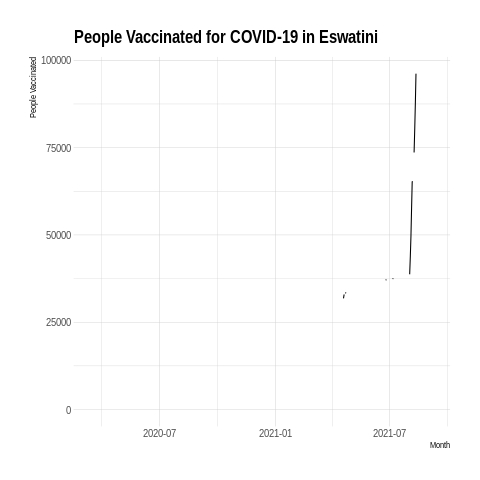 People Vaccinated for COVID-19 in Eswatini
People Vaccinated
100000
75000
50000
25000
0
2020-07
2021-01
2021-07
Month